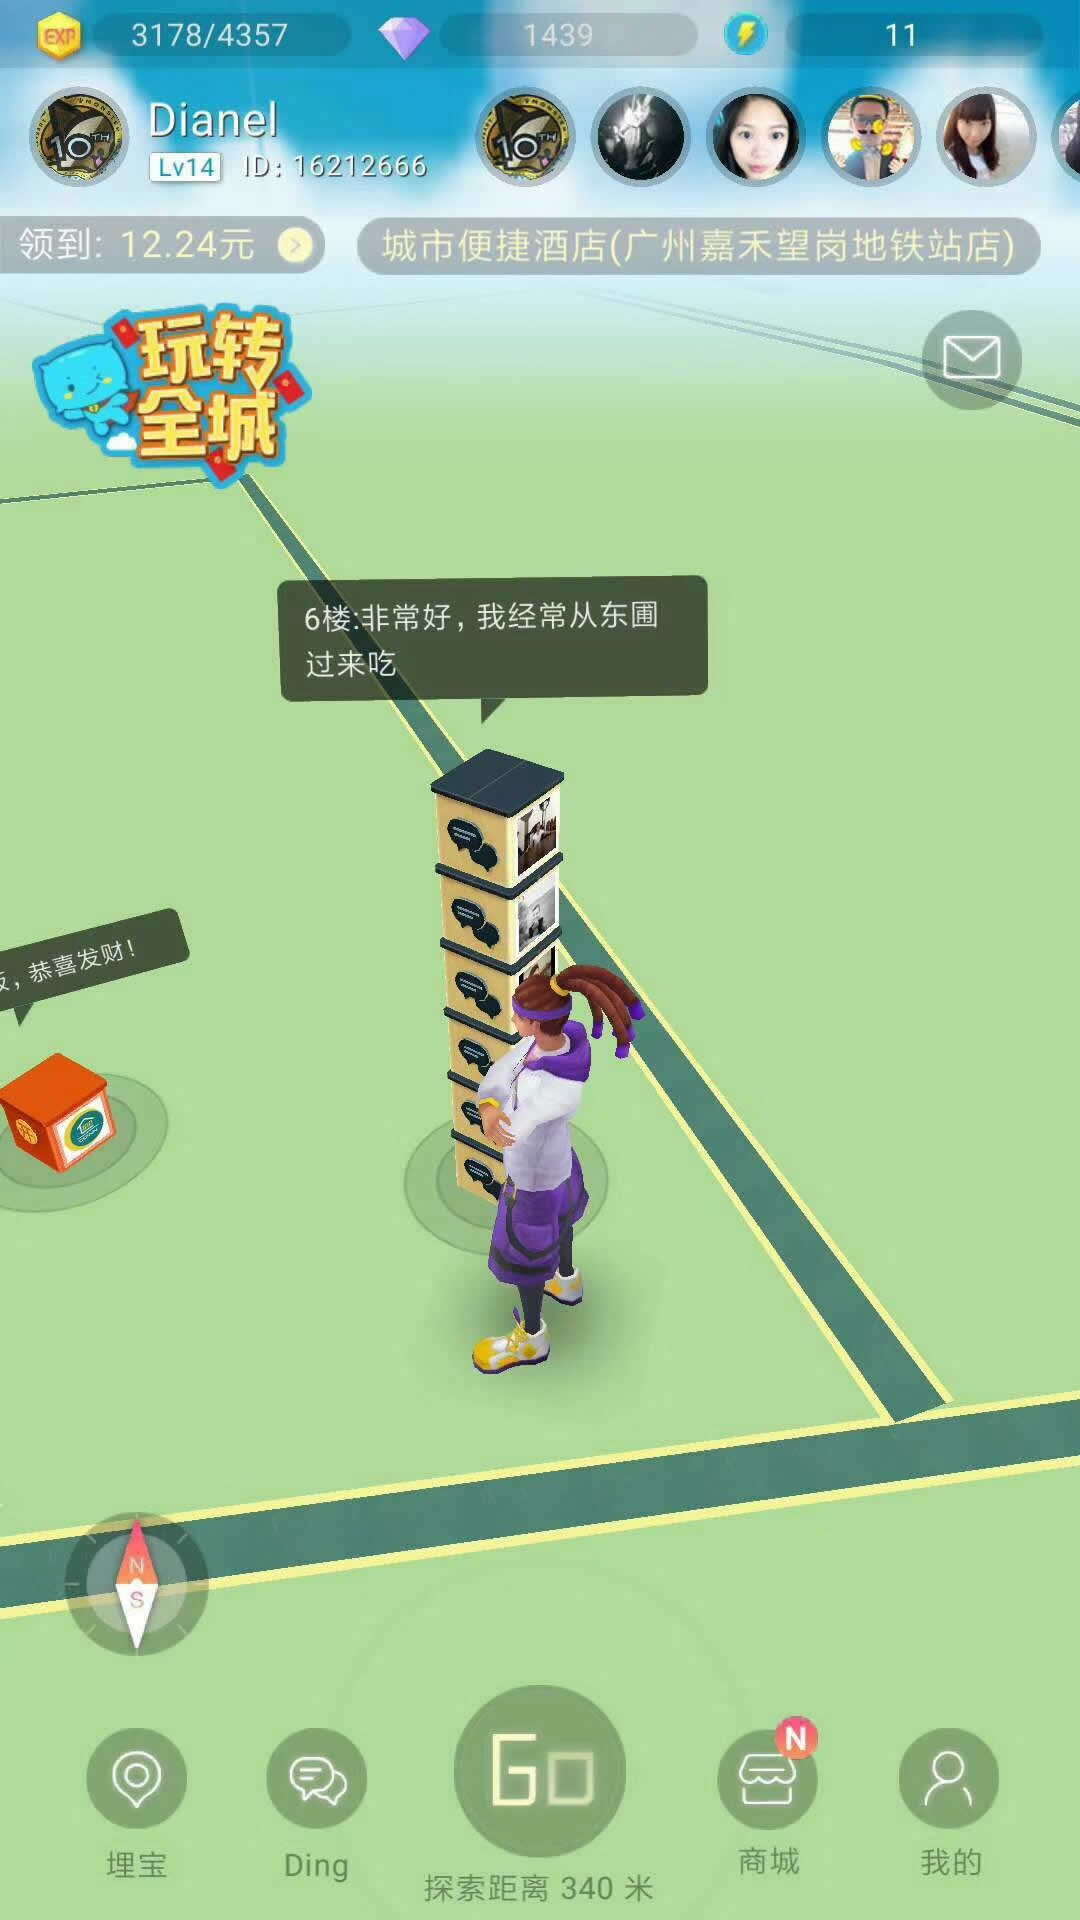 EXP 3178/4357 1439 11
Dianel
Lv14 ID: 16212666
10TH
10TH
领到: 12.24元
城市便捷酒店(广州嘉禾望岗地铁站店)
玩转
全城
6楼:非常好，我经常从东圃
过来吃
，恭喜发财！
N
S
Go
N
埋宝
Ding
探索距离 340 米
商城
我的